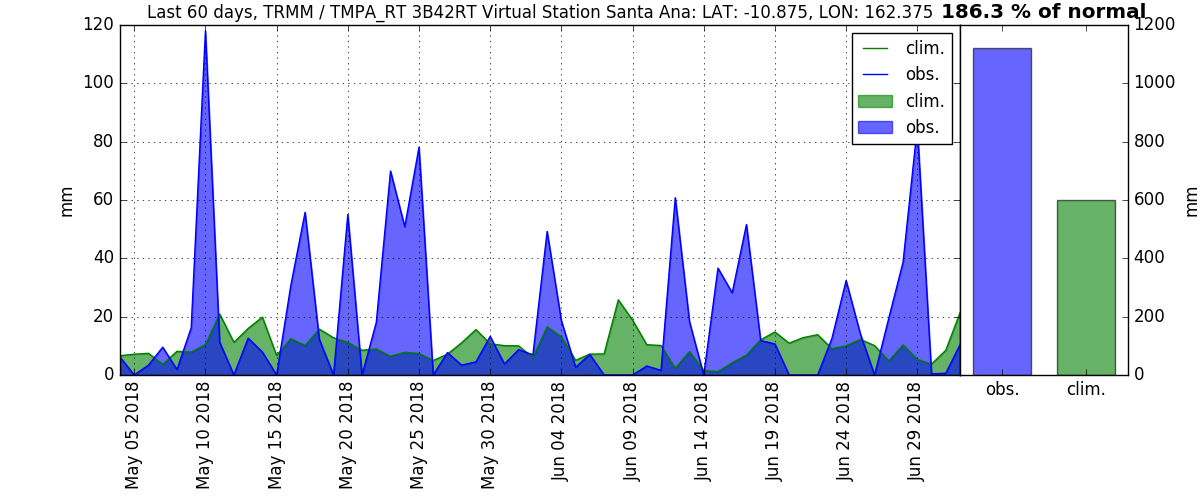 Last 60 days, TRMM / TMPA_RT 3B42RT Virtual Station Santa Ana: LAT: -10.875, LON: 162.375 186.3 % of normal
120
100
80
60
40
20
0
mm
clim.
obs.
clim.
obs.
1200
1000
800
600
400
200
0
mm
May 05 2018
May 10 2018
May 15 2018
May 20 2018
May 25 2018
May 30 2018
Jun 04 2018
Jun 09 2018
Jun 14 2018
Jun 19 2018
Jun 24 2018
Jun 29 2018
obs.
clim.